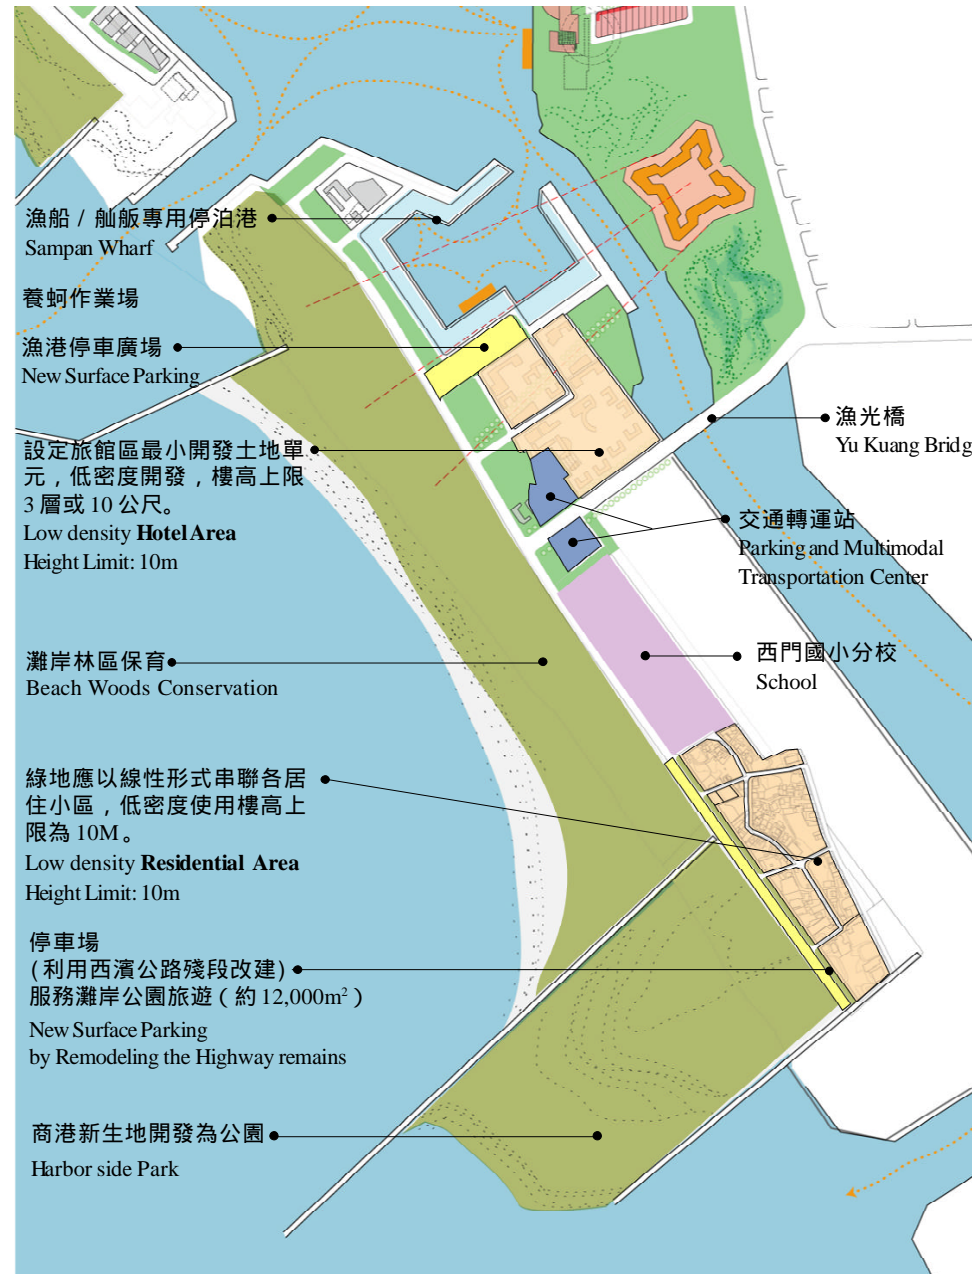 漁船 / 舢舨專用停泊港
Sampan Wharf
養蚵作業場
漁港停車廣場
New Surface Parking
設定旅館區最小開發土地單
元，低密度開發，樓高上限
3 層或 10 公尺。
Low density Hotel Area
Height Limit: 10m
灘岸林區保育
Beach Woods Conservation
綠地應以線性形式串聯各居
住小區，低密度使用樓高上
限為 10M。
Low density Residential Area
Height Limit: 10m
停車場
(利用西濱公路殘段改建)
服務灘岸公園旅遊（約 12,000m²）
New Surface Parking
by Remodeling the Highway remains
商港新生地開發為公園
Harbor side Park
漁光橋
Yu Kuang Bridg
交通轉運站
Parking and Multimodal
Transportation Center
西門國小分校
School